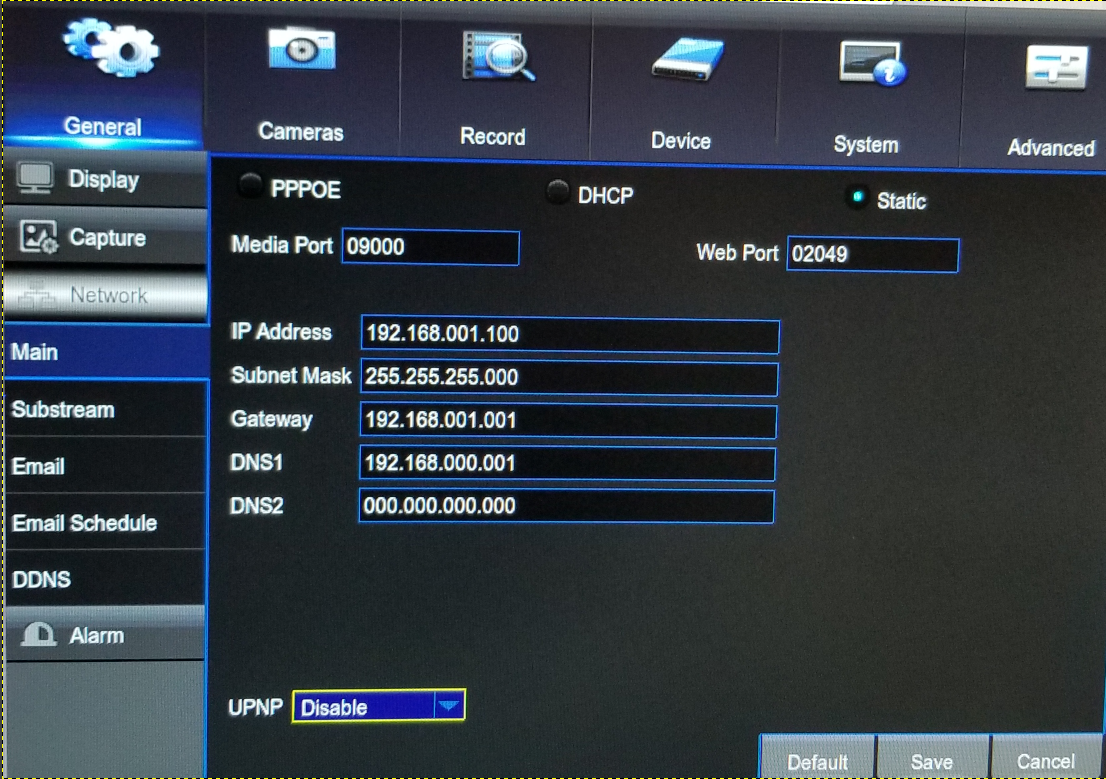 General
Cameras
Record
Device
System
Advanced
Display
Capture
Network
Main
Substream
Email
Email Schedule
DDNS
Alarm
PPPOE
DHCP
Static
Media Port 09000
Web Port 02049
IP Address 192.168.001.100
Subnet Mask 255.255.255.000
Gateway 192.168.001.001
DNS1 192.168.000.001
DNS2 000.000.000.000
UPNP Disable
Default
Save
Cancel